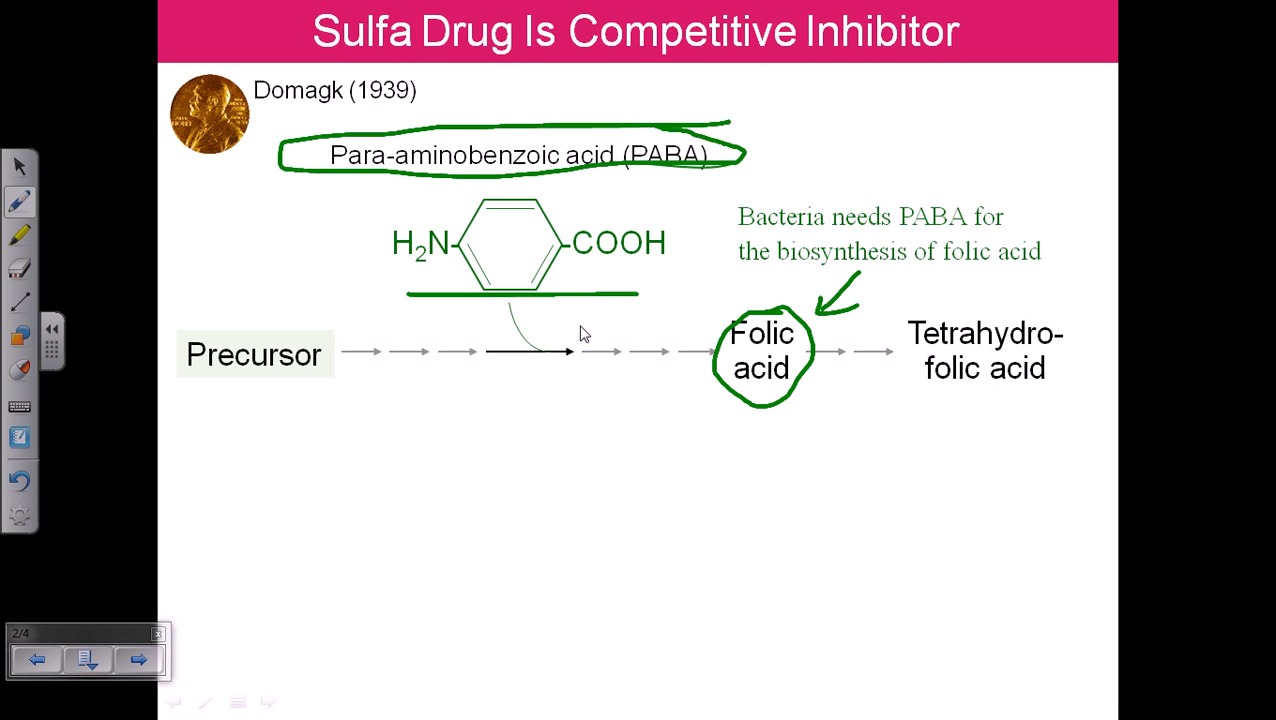 Sulfa Drug Is Competitive Inhibitor
Domagk (1939)
Para-aminobenzoic acid (PABA)
Bacteria needs PABA for
the biosynthesis of folic acid
H₂N
COOH
Precursor
Folic
acid
Tetrahydro-
folic acid
2/4